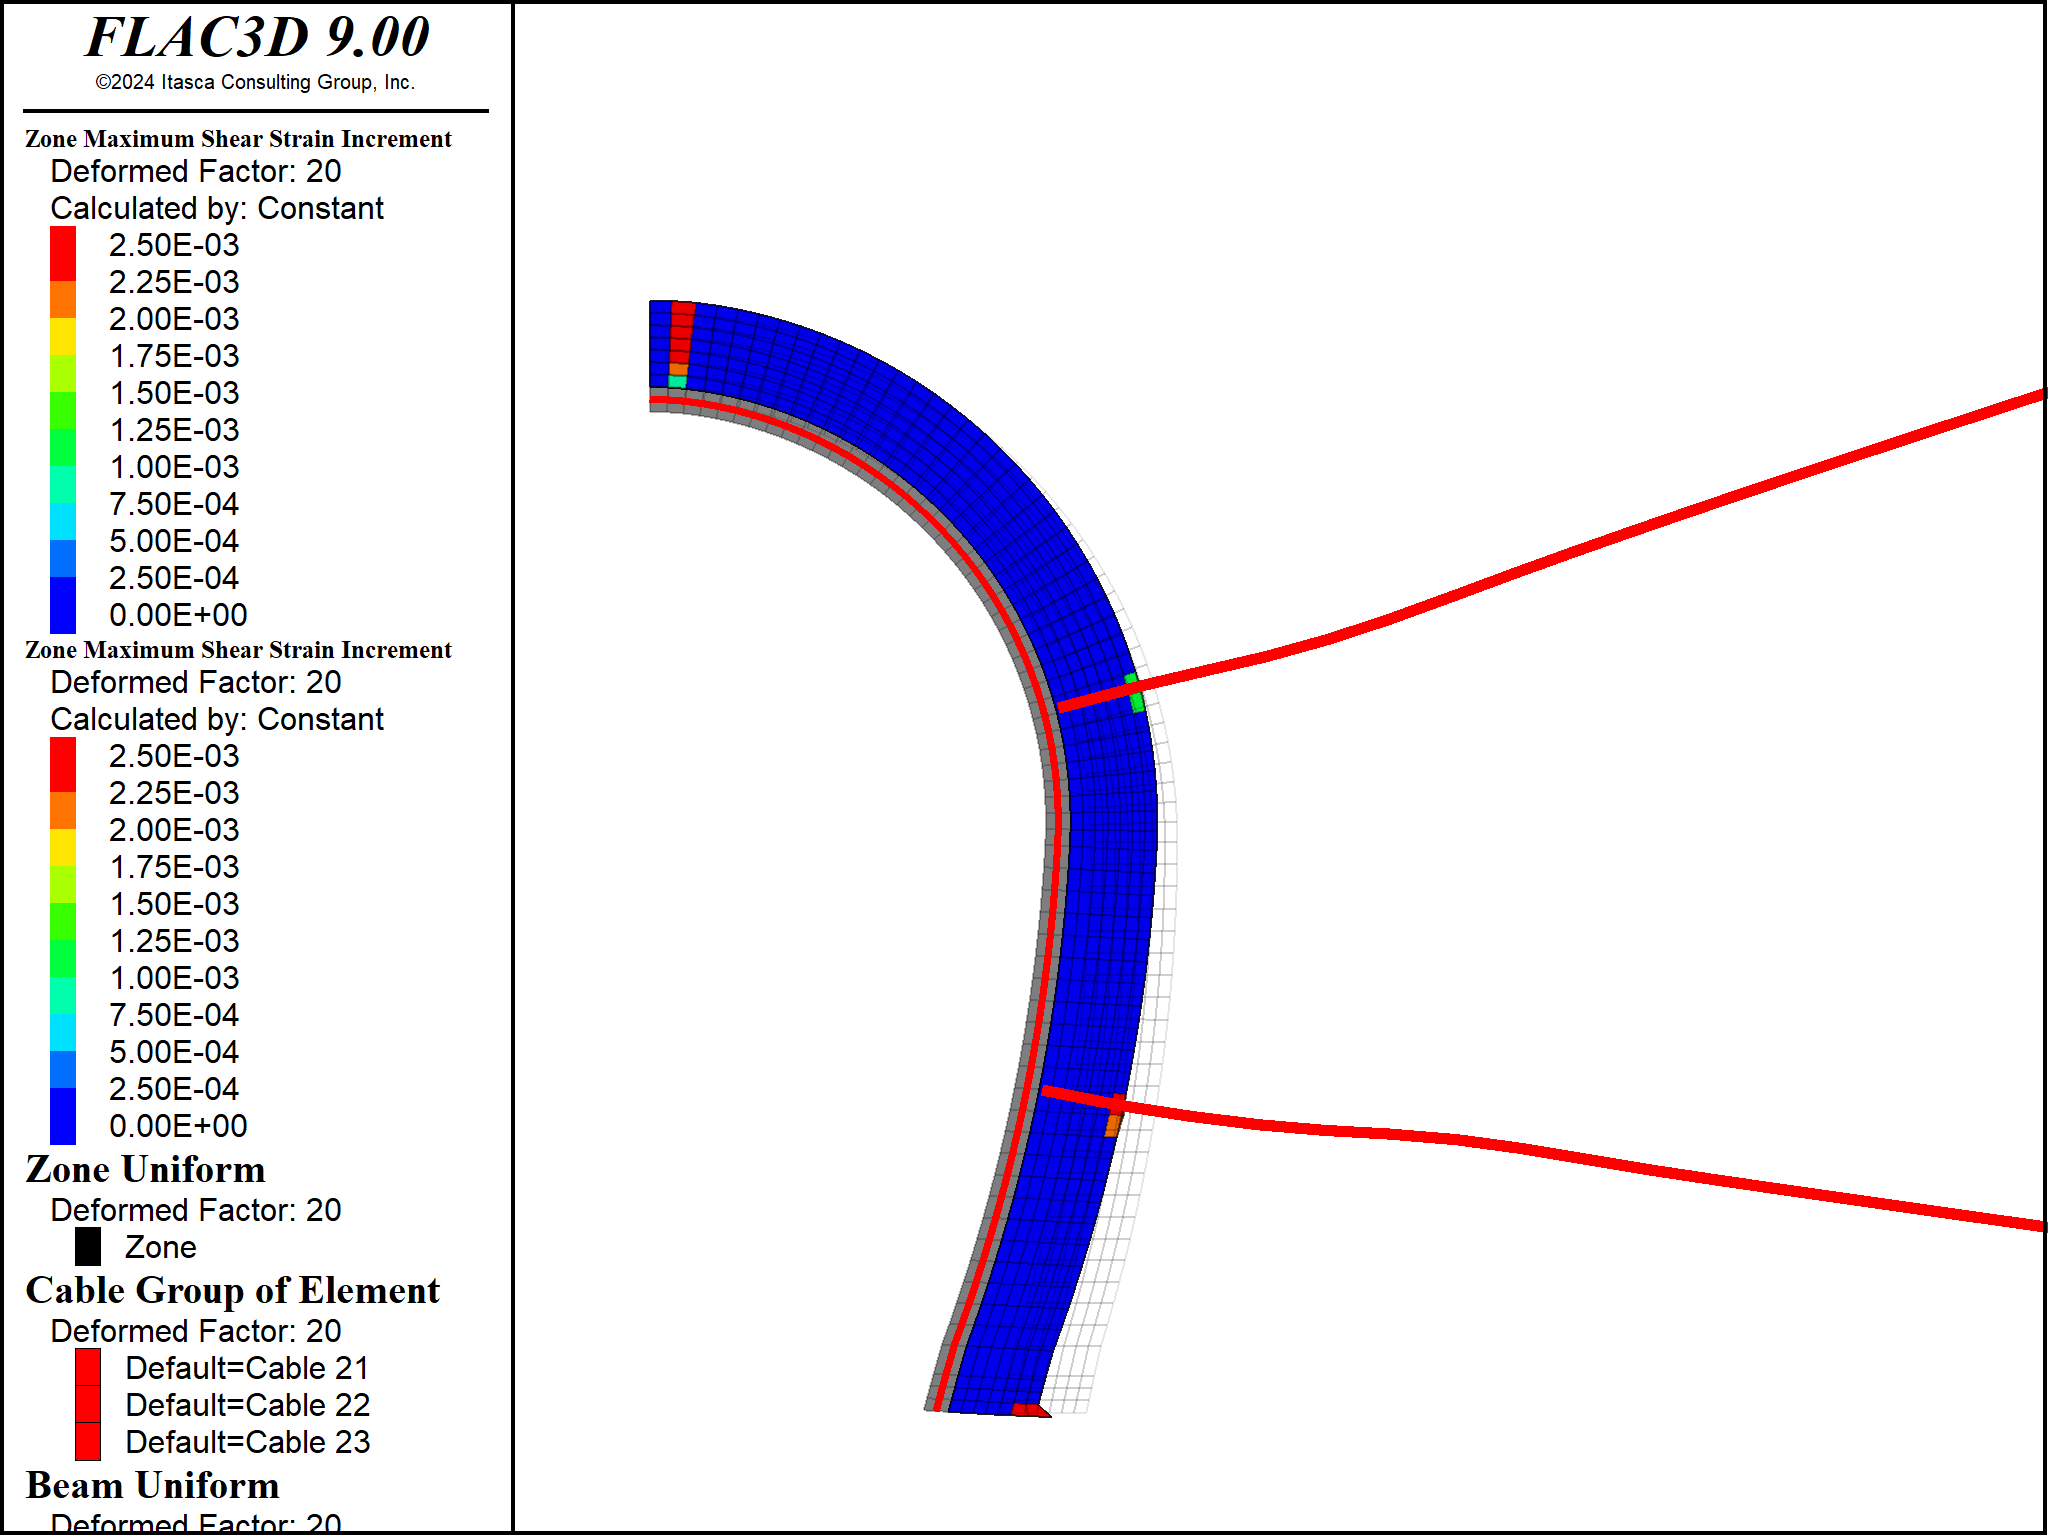 FLAC3D 9.00
©2024 Itasca Consulting Group, Inc.
Zone Maximum Shear Strain Increment
Deformed Factor: 20
Calculated by: Constant
2.50E-03
2.25E-03
2.00E-03
1.75E-03
1.50E-03
1.25E-03
1.00E-03
7.50E-04
5.00E-04
2.50E-04
0.00E+00
Zone Maximum Shear Strain Increment
Deformed Factor: 20
Calculated by: Constant
2.50E-03
2.25E-03
2.00E-03
1.75E-03
1.50E-03
1.25E-03
1.00E-03
7.50E-04
5.00E-04
2.50E-04
0.00E+00
Zone Uniform
Deformed Factor: 20
Zone
Cable Group of Element
Deformed Factor: 20
Default=Cable 21
Default=Cable 22
Default=Cable 23
Beam Uniform
Deformed Factor: 20